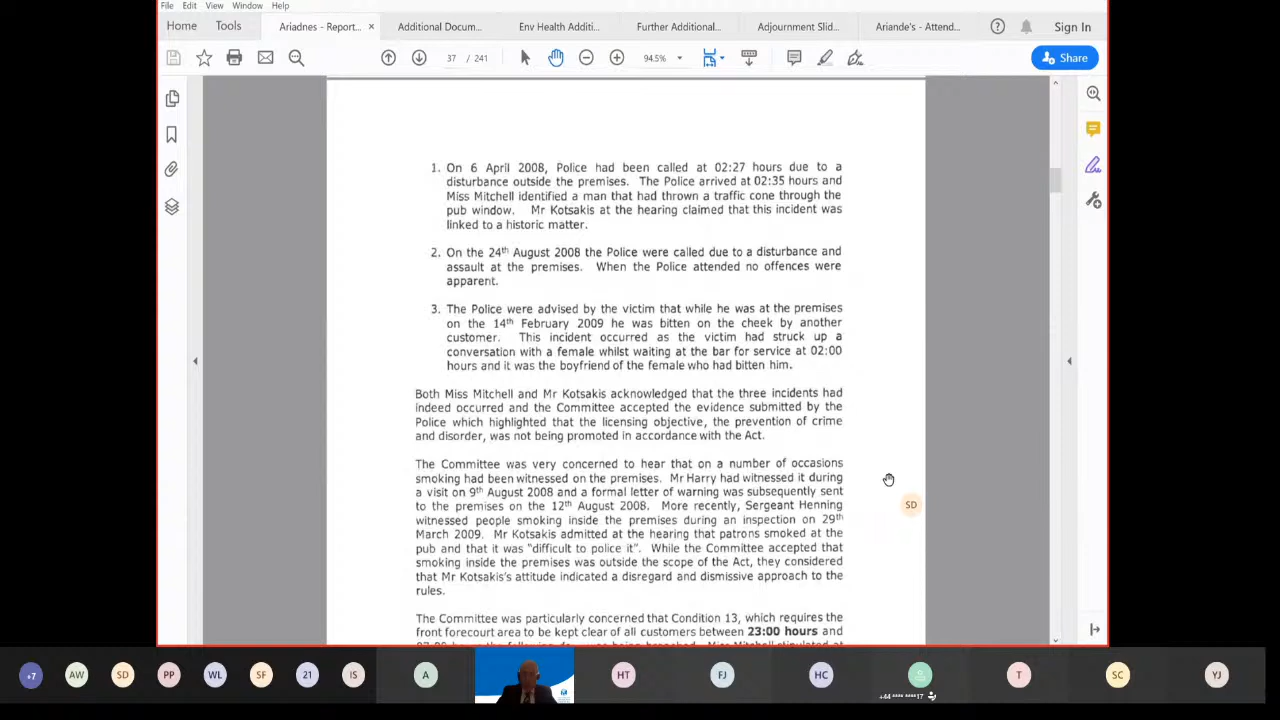 File Edit View Window Help
Home Tools Ariadnes - Report... × Additional Docum... Env Health Additi... Further Additional... Adjournment Slid... Ariande's - Attend... Sign In
37 / 241 94.5% Share
1. On 6 April 2008, Police had been called at 02:27 hours due to a
disturbance outside the premises. The Police arrived at 02:35 hours and
Miss Mitchell identified a man that had thrown a traffic cone through the
pub window. Mr Kotsakis at the hearing claimed that this incident was
linked to a historic matter.
2. On the 24th August 2008 the Police were called due to a disturbance and
assault at the premises. When the Police attended no offences were
apparent.
3. The Police were advised by the victim that while he was at the premises
on the 14th February 2009 he was bitten on the cheek by another
customer. This incident occurred as the victim had struck up a
conversation with a female whilst waiting at the bar for service at 02:00
hours and it was the boyfriend of the female who had bitten him.
Both Miss Mitchell and Mr Kotsakis acknowledged that the three incidents had
indeed occurred and the Committee accepted the evidence submitted by the
Police which highlighted that the licensing objective, the prevention of crime
and disorder, was not being promoted in accordance with the Act.
The Committee was very concerned to hear that on a number of occasions
smoking had been witnessed on the premises. Mr Harry had witnessed it during
a visit on 9th August 2008 and a formal letter of warning was subsequently sent
to the premises on the 12th August 2008. More recently, Sergeant Henning
witnessed people smoking inside the premises during an inspection on 29th
March 2009. Mr Kotsakis admitted at the hearing that patrons smoked at the
pub and that it was "difficult to police it". While the Committee accepted that
smoking inside the premises was outside the scope of the Act, they considered
that Mr Kotsakis's attitude indicated a disregard and dismissive approach to the
rules.
SD
The Committee was particularly concerned that Condition 13, which requires the
front forecourt area to be kept clear of all customers between 23:00 hours and
+7 AW SD PP WL SF 21 IS A HT FJ HC T SC YJ
+44 **** ****17